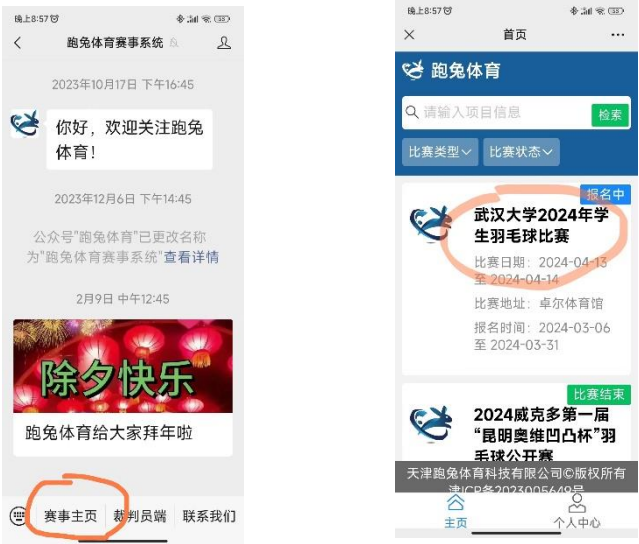 晚上8:57
跑兔体育赛事系统
2023年10月17日 下午16:45
你好，欢迎关注跑兔
体育！
2023年12月6日 下午14:45
公众号"跑兔体育"已更改名称
为"跑兔体育赛事系统"查看详情
2月9日 中午12:45
除夕快乐
跑兔体育给大家拜年啦
赛事主页
裁判员端
联系我们
晚上8:57
首页
跑兔体育
请输入项目信息
检索
比赛类型
比赛状态
报名中
武汉大学2024年学
生羽毛球比赛
比赛日期：2024-04-13
至 2024-04-14
比赛地址：卓尔体育馆
报名时间：2024-03-06
至 2024-03-31
比赛结束
2024威克多第一届
“昆明奥维凹凸杯”羽
毛球公开赛
天津跑兔体育科技有限公司©版权所有
津ICP备2023005649号
主页
个人中心